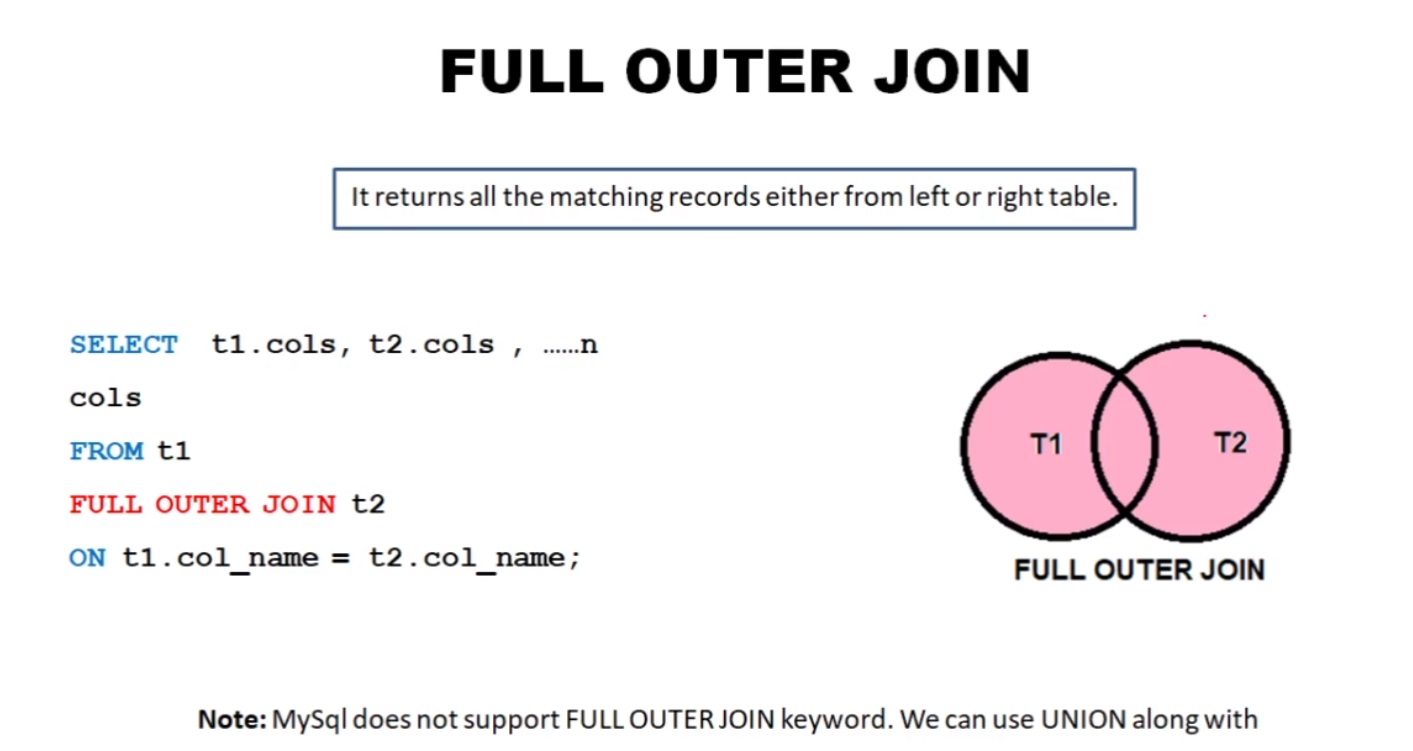 FULL OUTER JOIN
It returns all the matching records either from left or right table.
SELECT t1.cols, t2.cols , ......n
cols
FROM t1
FULL OUTER JOIN t2
ON t1.col_name = t2.col_name;
T1
T2
FULL OUTER JOIN
Note: MySql does not support FULL OUTER JOIN keyword. We can use UNION along with